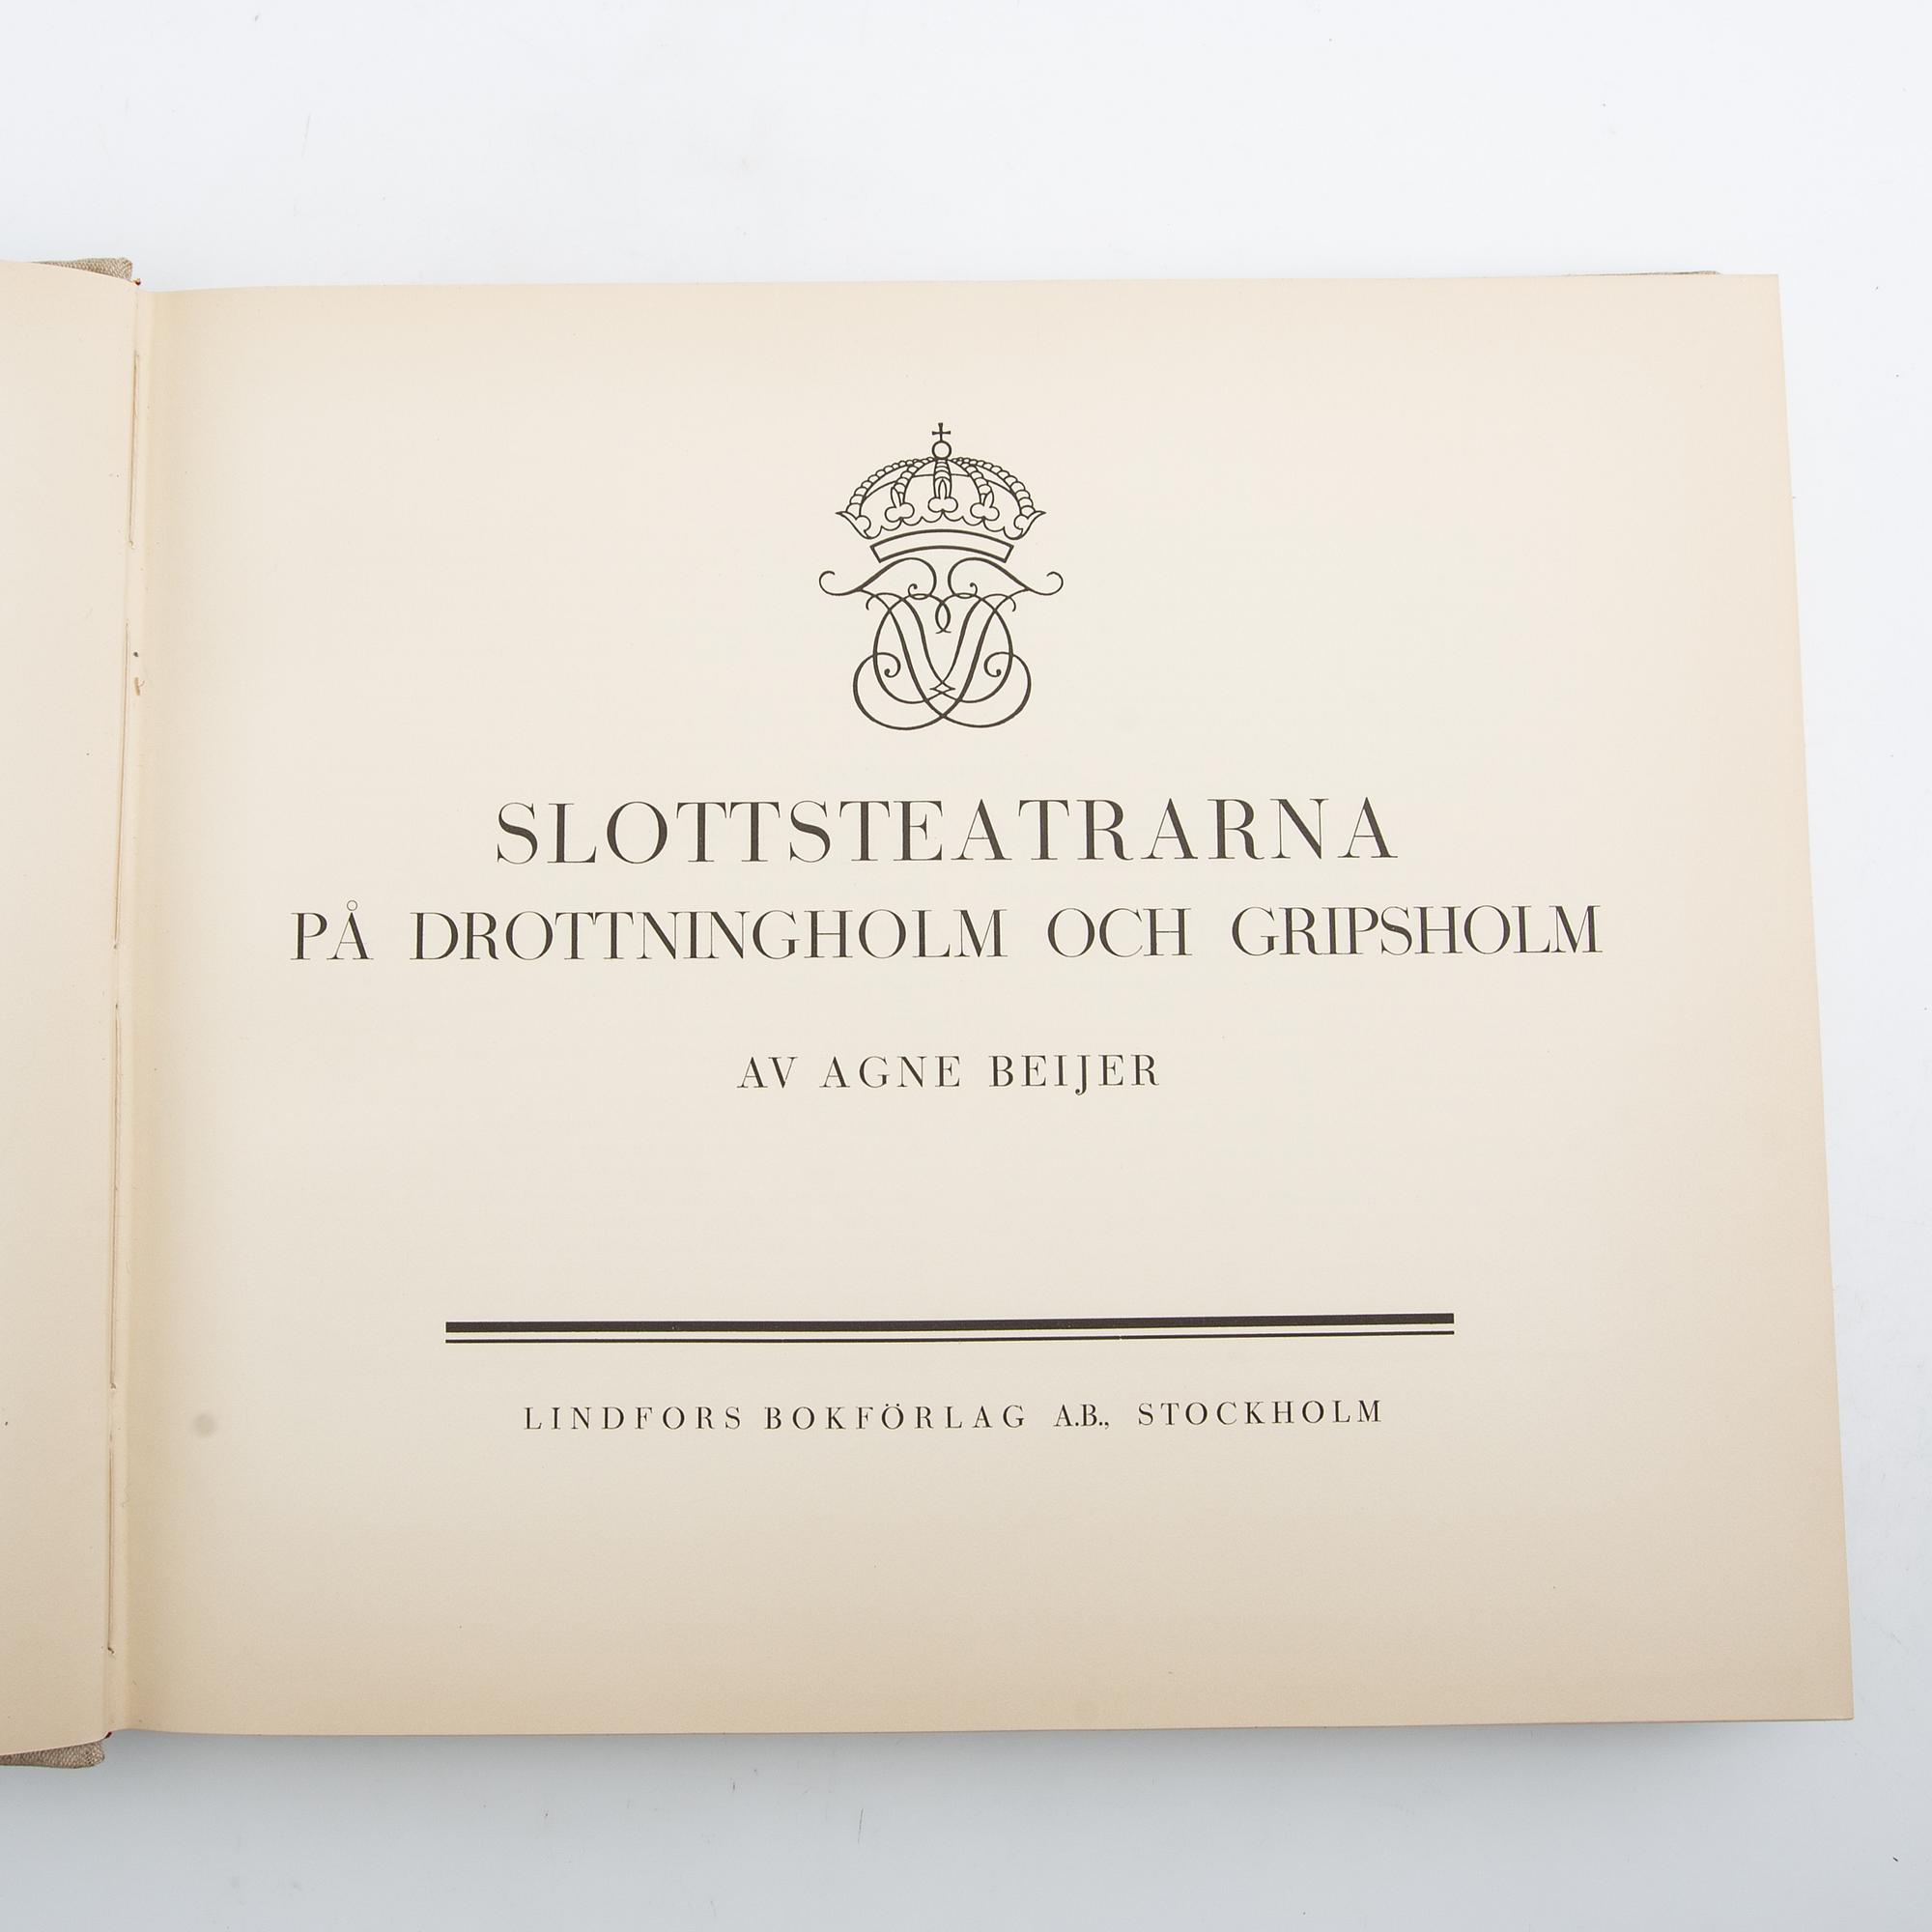 SLOTTSTEATRARNA
PÅ DROTTNINGHOLM OCH GRIPSHOLM
AV AGNE BEIJER
LINDFORS BOKFÖRLAG A.B., STOCKHOLM